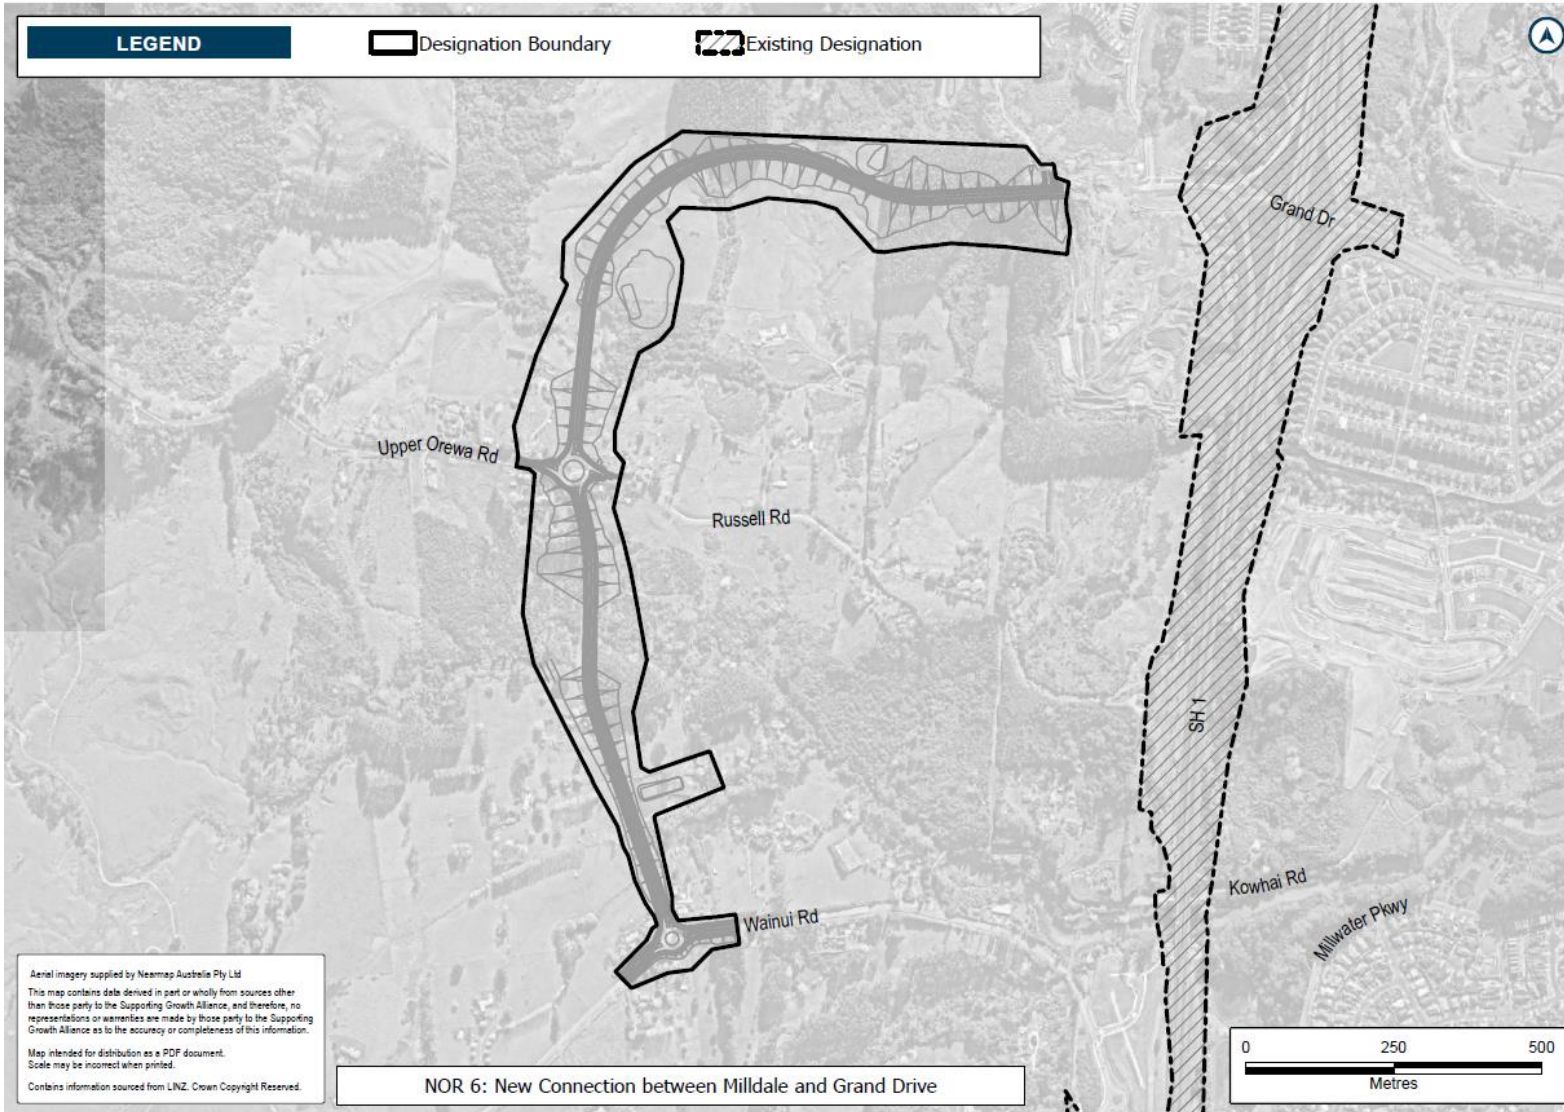 LEGEND
Designation Boundary
Existing Designation
Grand Dr
Upper Orewa Rd
Russell Rd
SH 1
Kowhai Rd
Millwater Pkwy
Wainui Rd
Aerial imagery supplied by Nearmap Australia Pty Ltd
This map contains data derived in part or wholly from sources other
than those party to the Supporting Growth Alliance, and therefore, no
representations or warranties are made by those party to the Supporting
Growth Alliance as to the accuracy or completeness of this information.
Map intended for distribution as a PDF document.
Scale may be incorrect when printed.
Contains information sourced from LINZ. Crown Copyright Reserved.
NOR 6: New Connection between Milldale and Grand Drive
0 250 500
Metres